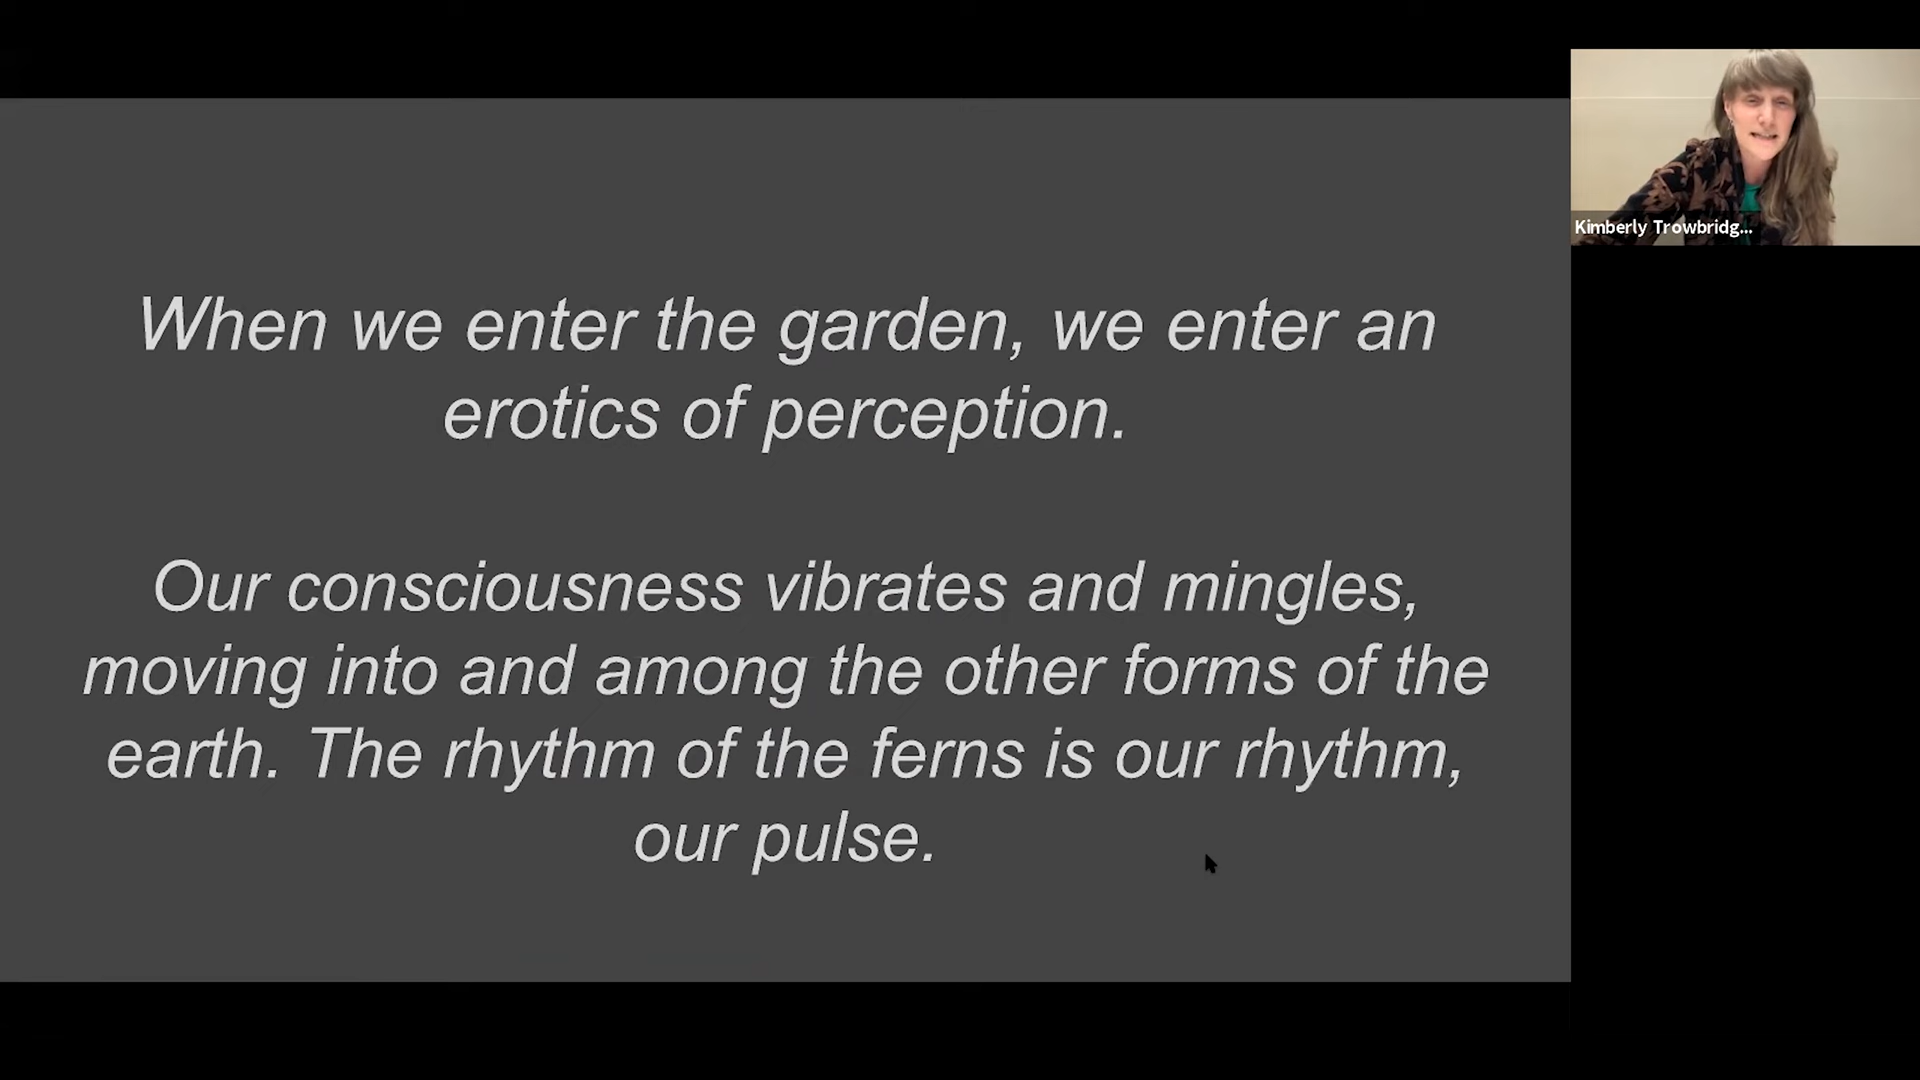 When we enter the garden, we enter an
erotics of perception.
Our consciousness vibrates and mingles,
moving into and among the other forms of the
earth. The rhythm of the ferns is our rhythm,
our pulse.
Kimberly Trowbridg...